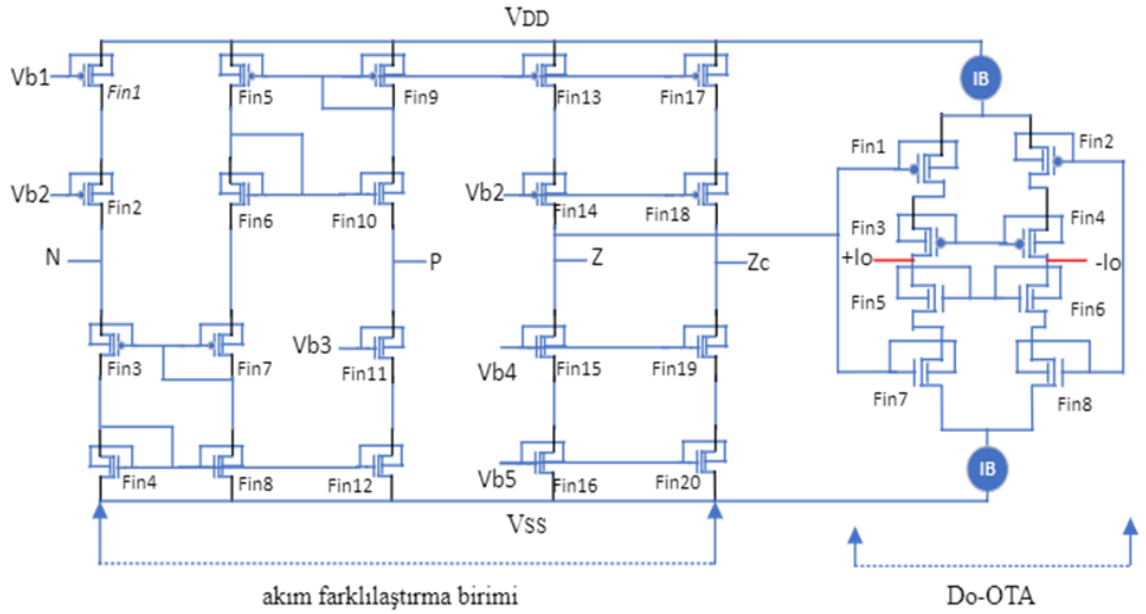 VDD
Vb1
Fin1
Fin5
Fin9
Fin13
Fin17
IB
Fin1
Fin2
Vb2
Fin2
Fin6
Fin10
Vb2
Fin14
Fin18
Fin3
Fin4
N
P
Z
Zc
+Io
-Io
Fin5
Fin6
Fin3
Fin7
Vb3
Fin11
Vb4
Fin15
Fin19
Fin7
Fin8
Fin4
Fin8
Fin12
Vb5
Fin16
Fin20
IB
VSS
akım farklılaştırma birimi
Do-OTA